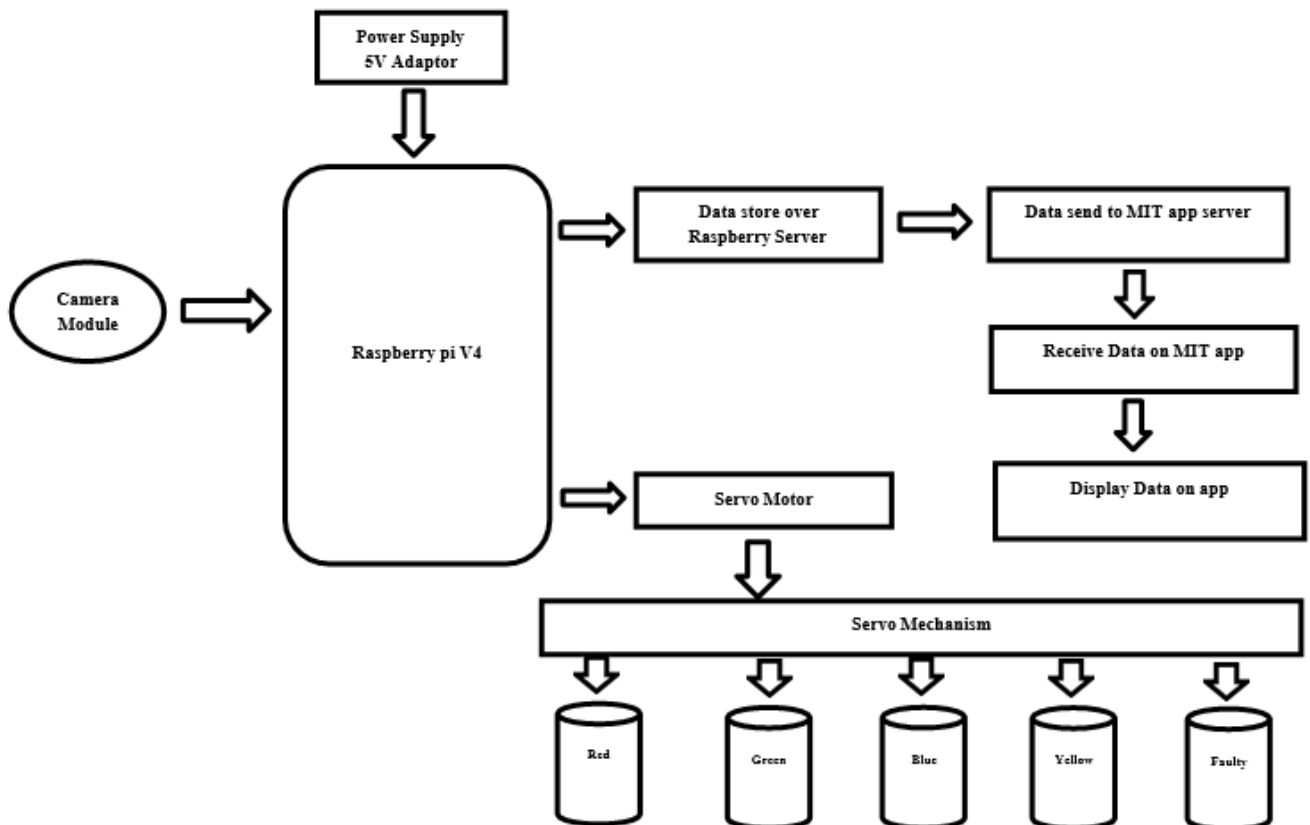 Power Supply
5V Adaptor
Data store over
Raspberry Server
Data send to MIT app server
Camera
Module
Raspberry pi V4
Receive Data on MIT app
Display Data on app
Servo Motor
Servo Mechanism
Red
Green
Blue
Yellow
Faulty